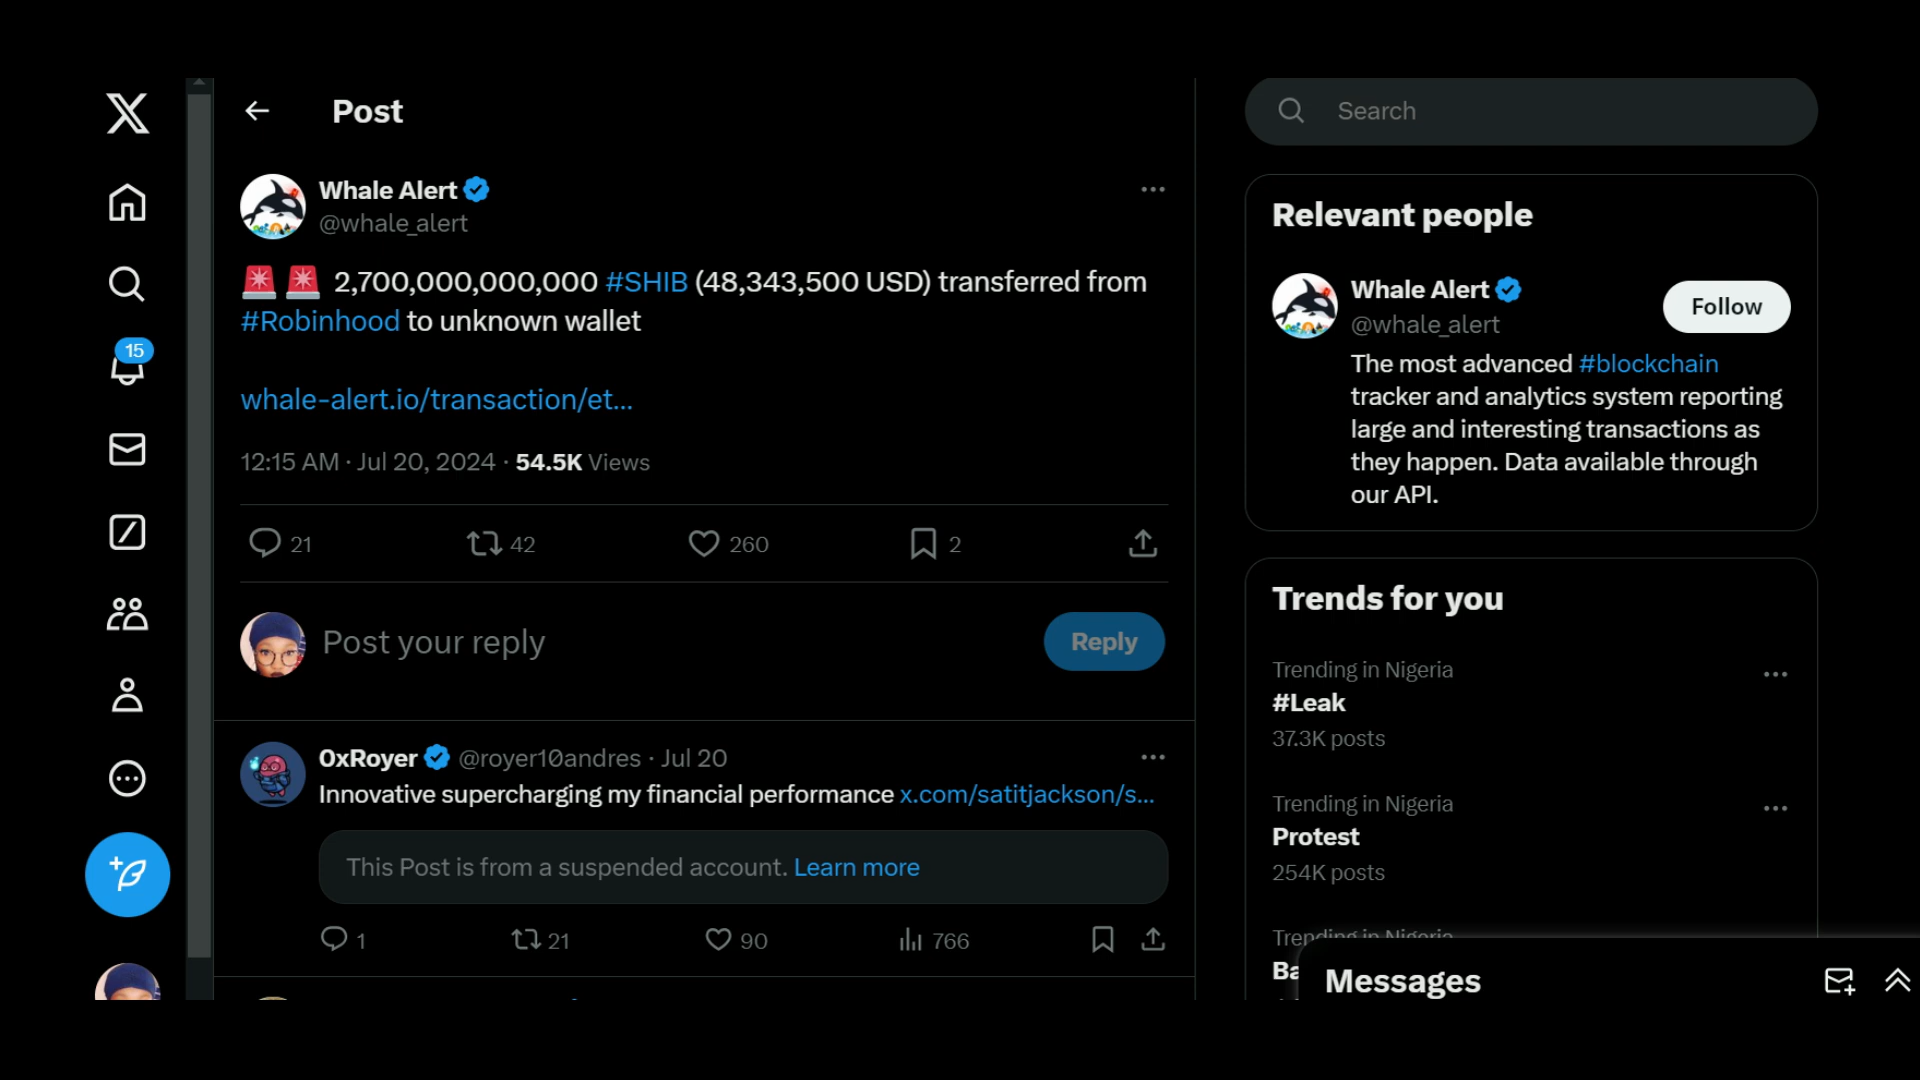 Post
Whale Alert
@whale_alert
2,700,000,000,000 #SHIB (48,343,500 USD) transferred from
#Robinhood to unknown wallet
whale-alert.io/transaction/et...
12:15 AM · Jul 20, 2024 · 54.5K Views
21 42 260 2
Post your reply
Reply
0xRoyer @royer10andres · Jul 20
Innovative supercharging my financial performance x.com/satitjackson/s...
This Post is from a suspended account. Learn more
1 21 90 766
15
Search
Relevant people
Whale Alert
@whale_alert
Follow
The most advanced #blockchain
tracker and analytics system reporting
large and interesting transactions as
they happen. Data available through
our API.
Trends for you
Trending in Nigeria
#Leak
37.3K posts
Trending in Nigeria
Protest
254K posts
Trending in Nigeria
Ba
Messages